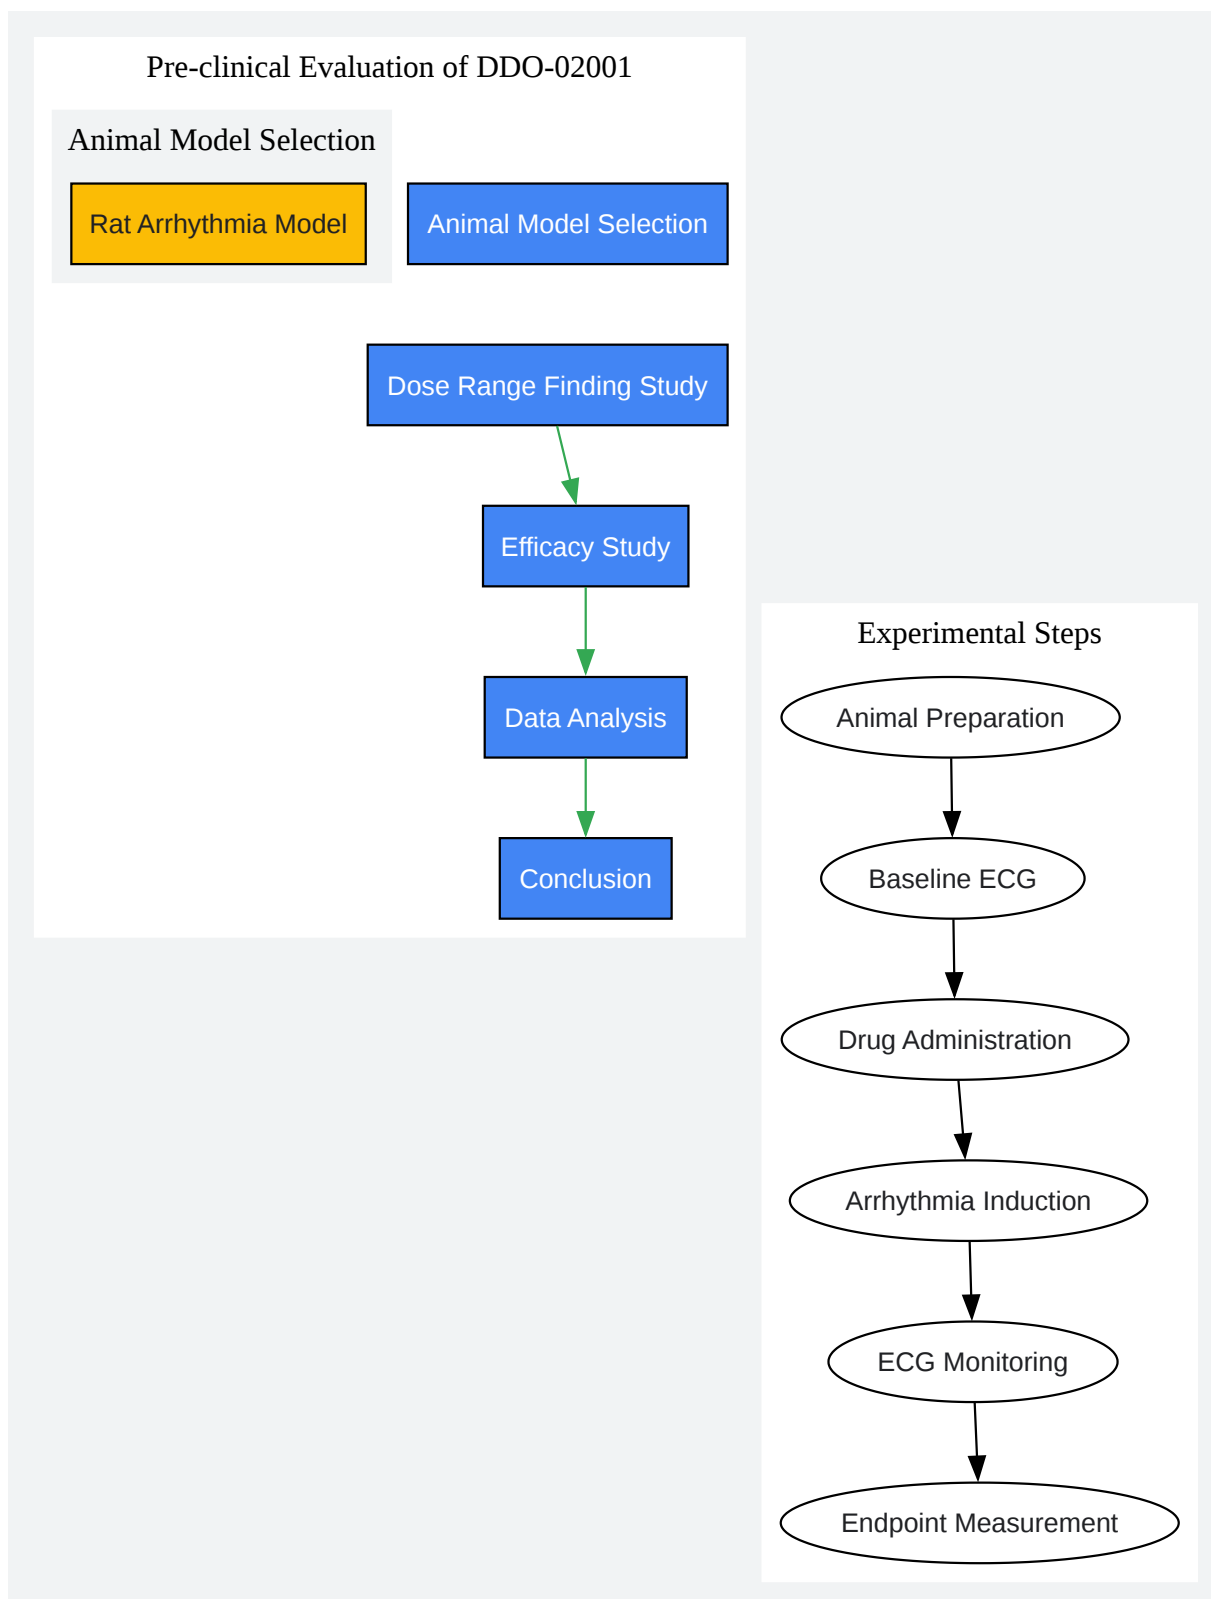 Pre-clinical Evaluation of DDO-02001
Animal Model Selection
Rat Arrhythmia Model
Animal Model Selection
Dose Range Finding Study
Efficacy Study
Data Analysis
Conclusion
Experimental Steps
Animal Preparation
Baseline ECG
Drug Administration
Arrhythmia Induction
ECG Monitoring
Endpoint Measurement